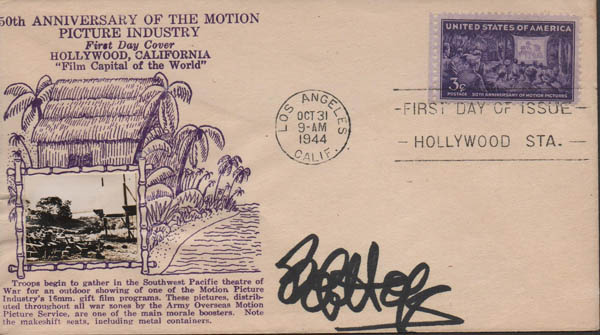 50th ANNIVERSARY OF THE MOTION
PICTURE INDUSTRY
First Day Cover
HOLLYWOOD, CALIFORNIA
"Film Capital of the World"
UNITED STATES OF AMERICA
3¢
POSTAGE 50TH ANNIVERSARY OF MOTION PICTURES
LOS ANGELES
OCT 31
9-AM
1944
CALIF.
FIRST DAY OF ISSUE
HOLLYWOOD STA.
Troops begin to gather in the Southwest Pacific theatre of
War for an outdoor showing of one of the Motion Picture
Industry's 16mm. gift film programs. These pictures, distrib-
uted throughout all war zones by the Army Overseas Motion
Picture Service, are one of the main morale boosters. Note
the makeshift seats, including metal containers.